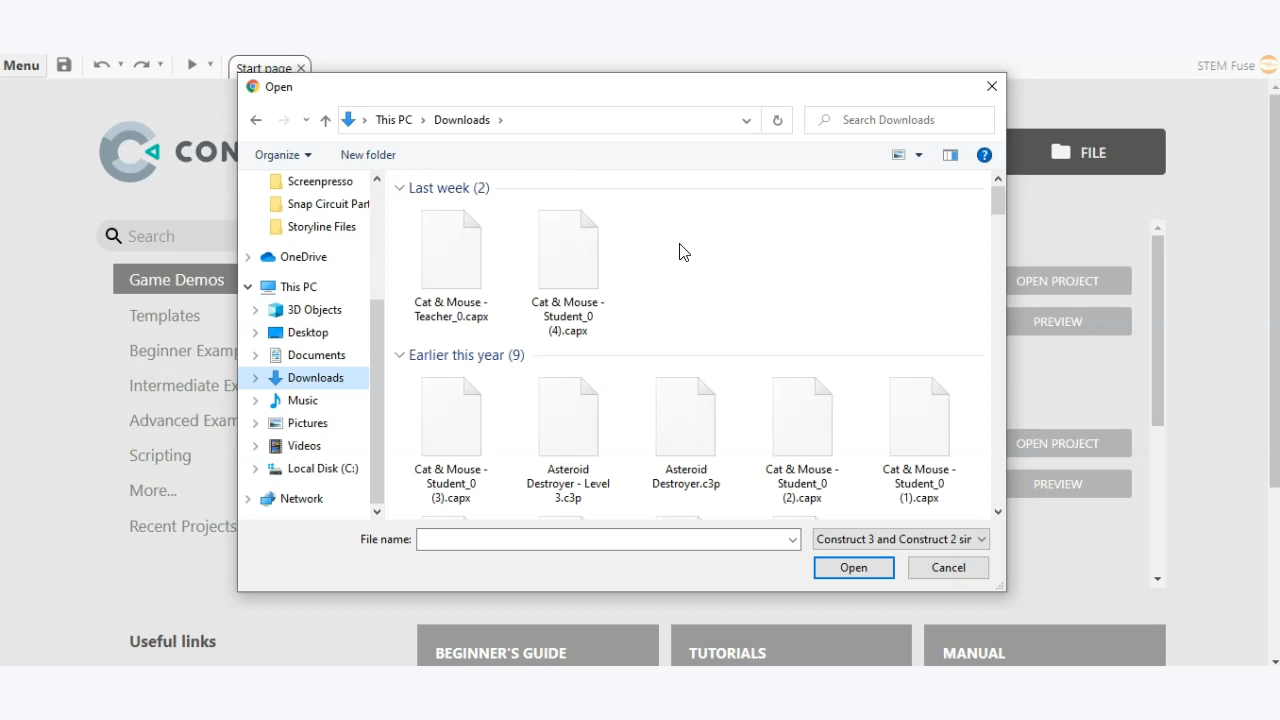 Menu
Start page
STEM Fuse
Open
This PC
Downloads
Search Downloads
Organize
New folder
CON
FILE
Screenpresso
Snap Circuit Part
Storyline Files
OneDrive
This PC
3D Objects
Desktop
Documents
Downloads
Music
Pictures
Videos
Local Disk (C:)
Network
Search
Game Demos
Templates
Beginner Exam
Intermediate Ex
Advanced Exam
Scripting
More...
Recent Projects
Last week (2)
Cat & Mouse -
Teacher_0.capx
Cat & Mouse -
Student_0
(4).capx
Earlier this year (9)
Cat & Mouse -
Student_0
(3).capx
Asteroid
Destroyer - Level
3.c3p
Asteroid
Destroyer.c3p
Cat & Mouse -
Student_0
(2).capx
Cat & Mouse -
Student_0
(1).capx
OPEN PROJECT
PREVIEW
OPEN PROJECT
PREVIEW
File name:
Construct 3 and Construct 2 sir
Open
Cancel
Useful links
BEGINNER'S GUIDE
TUTORIALS
MANUAL